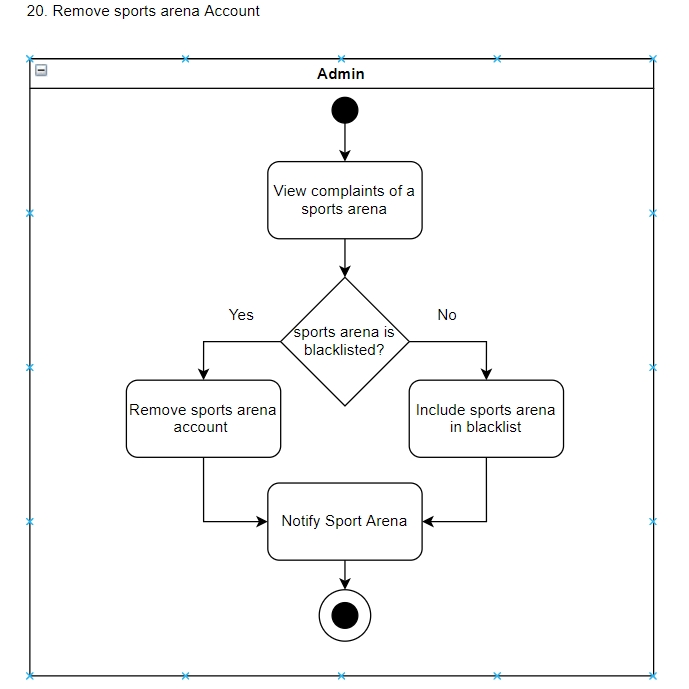 20. Remove sports arena Account
Admin
View complaints of a
sports arena
Yes
No
sports arena is
blacklisted?
Remove sports arena
account
Include sports arena
in blacklist
Notify Sport Arena